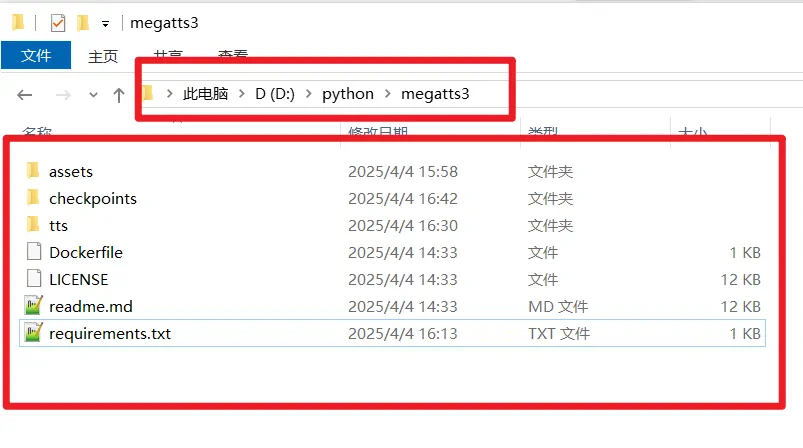 megatts3
文件 主页 共享 查看
此电脑 D (D:) python megatts3
名称 修改日期 类型 大小
assets 2025/4/4 15:58 文件夹
checkpoints 2025/4/4 16:42 文件夹
tts 2025/4/4 16:30 文件夹
Dockerfile 2025/4/4 14:33 文件 1 KB
LICENSE 2025/4/4 14:33 文件 12 KB
readme.md 2025/4/4 14:33 MD 文件 12 KB
requirements.txt 2025/4/4 16:13 TXT 文件 1 KB